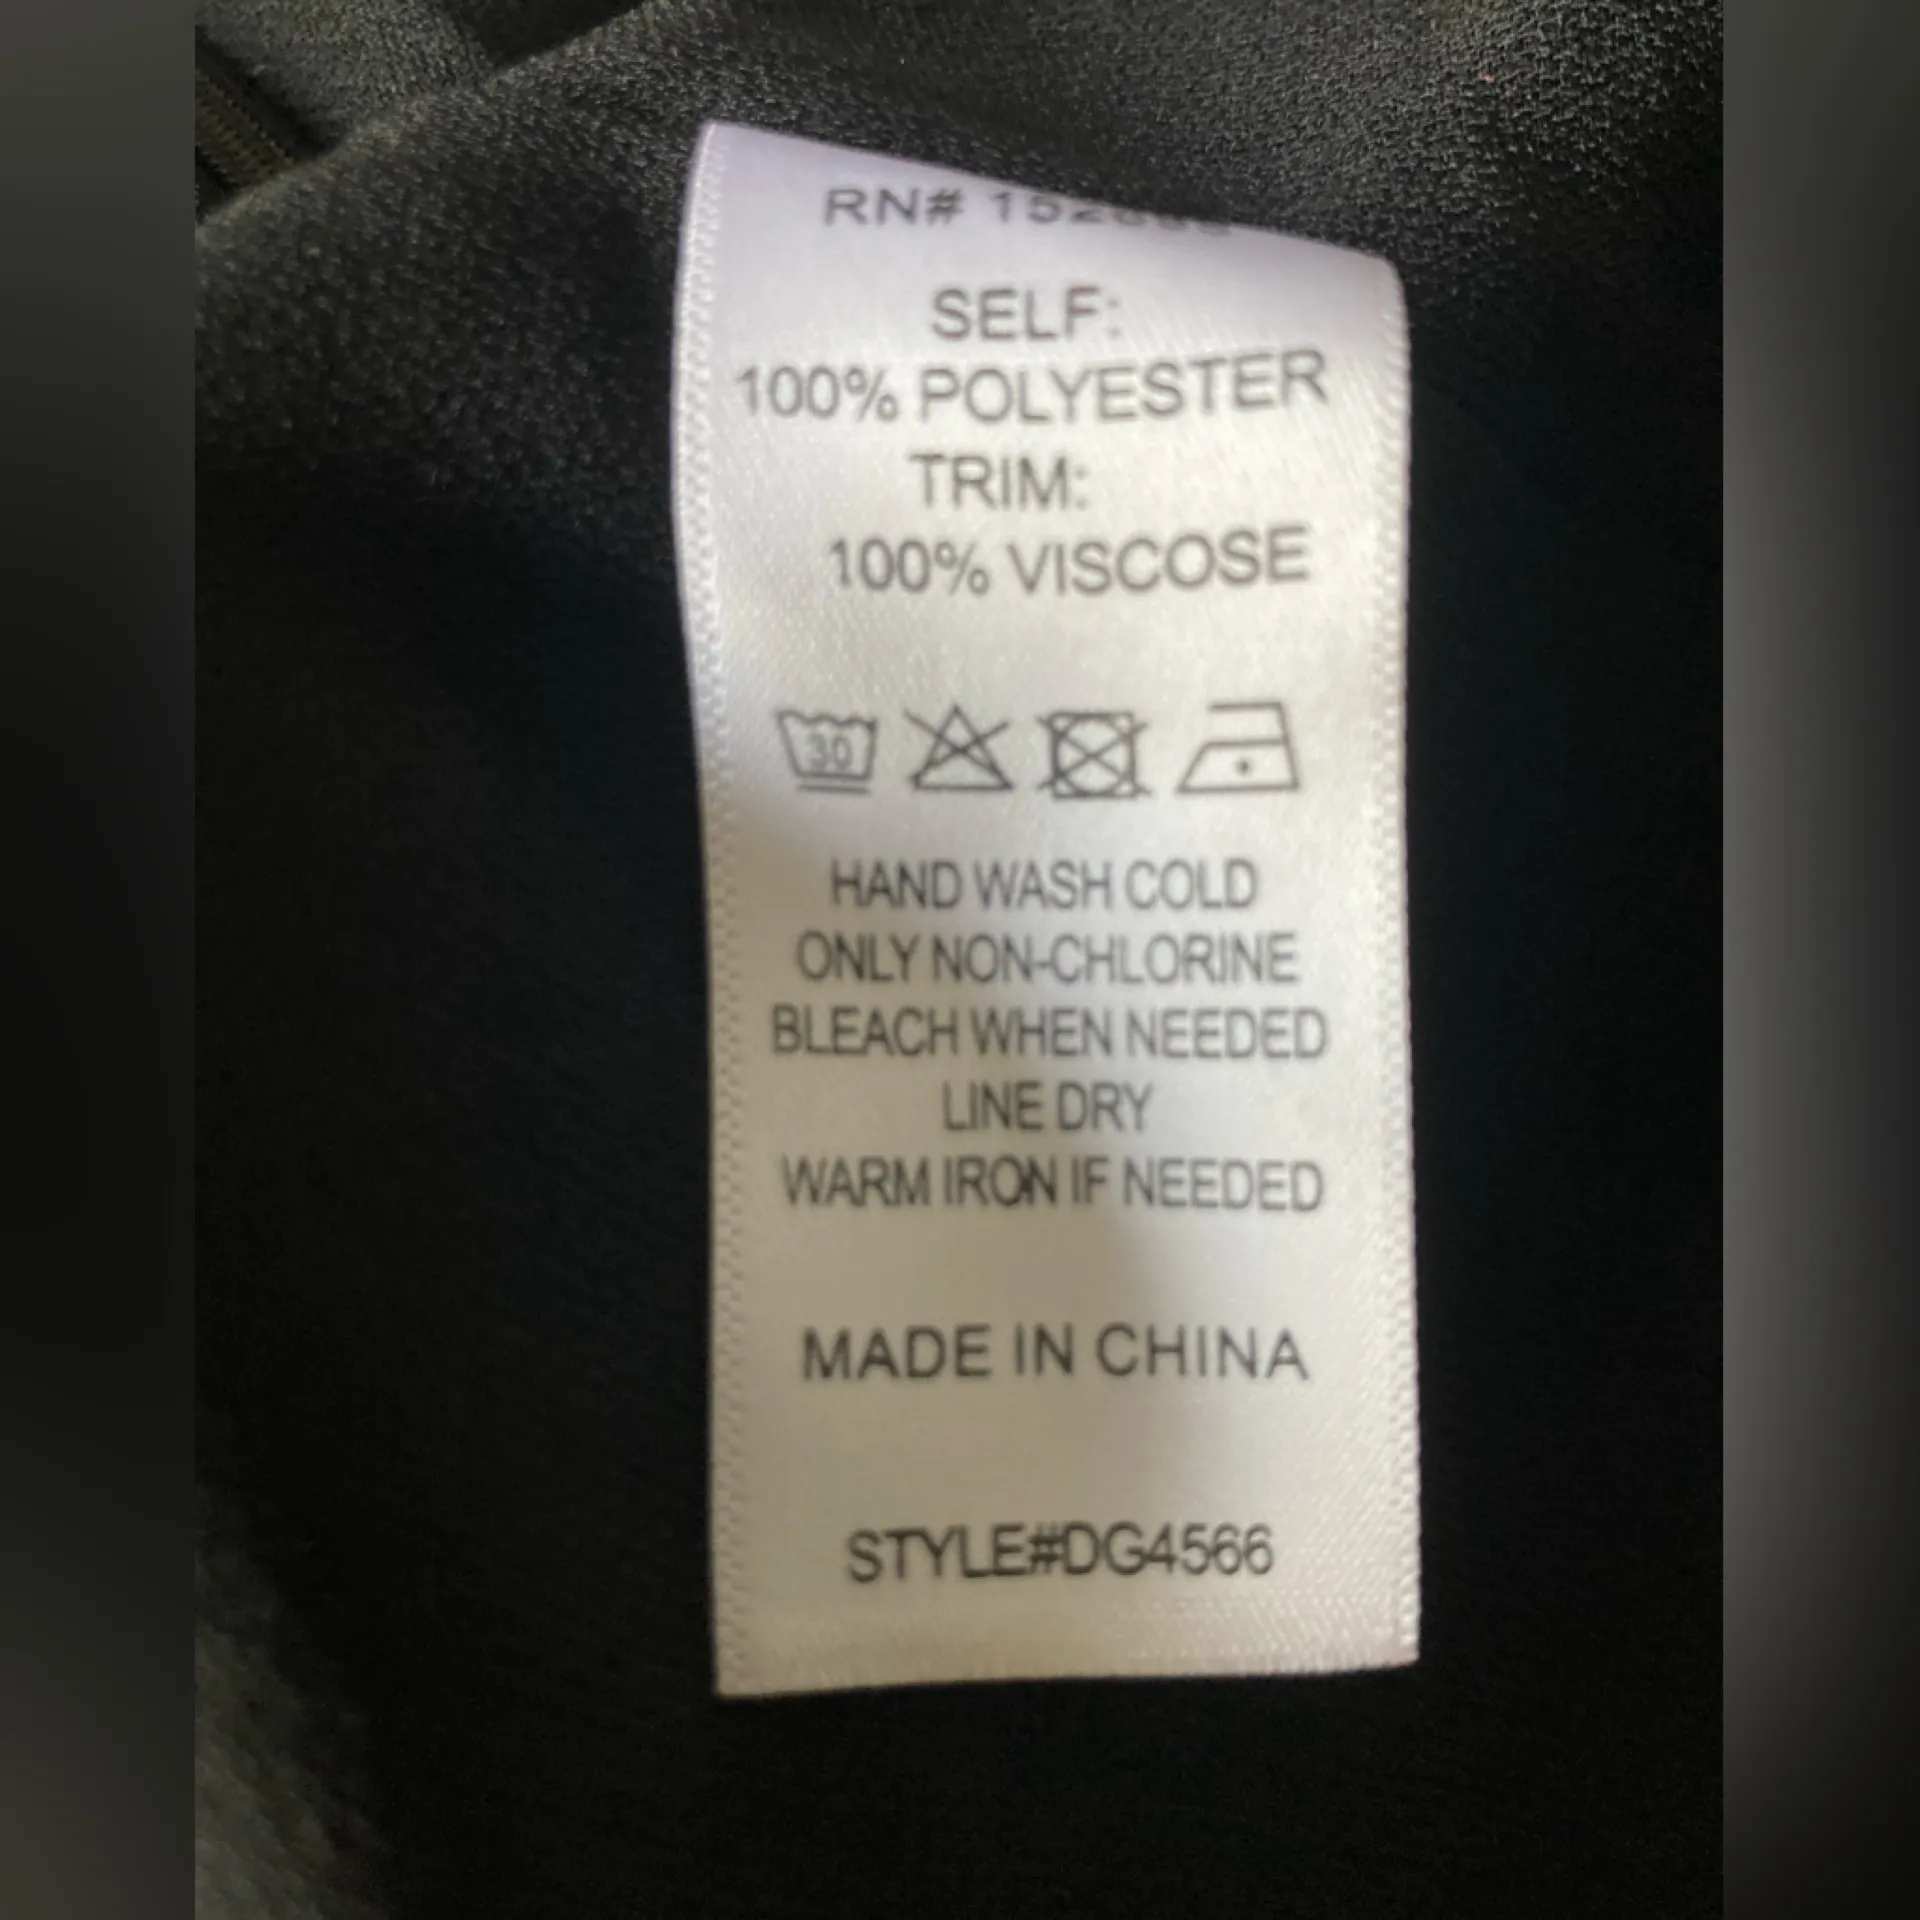 RN#
SELF:
100% POLYESTER
TRIM:
100% VISCOSE
30
HAND WASH COLD
ONLY NON-CHLORINE
BLEACH WHEN NEEDED
LINE DRY
WARM IRON IF NEEDED
MADE IN CHINA
STYLE#DG4566